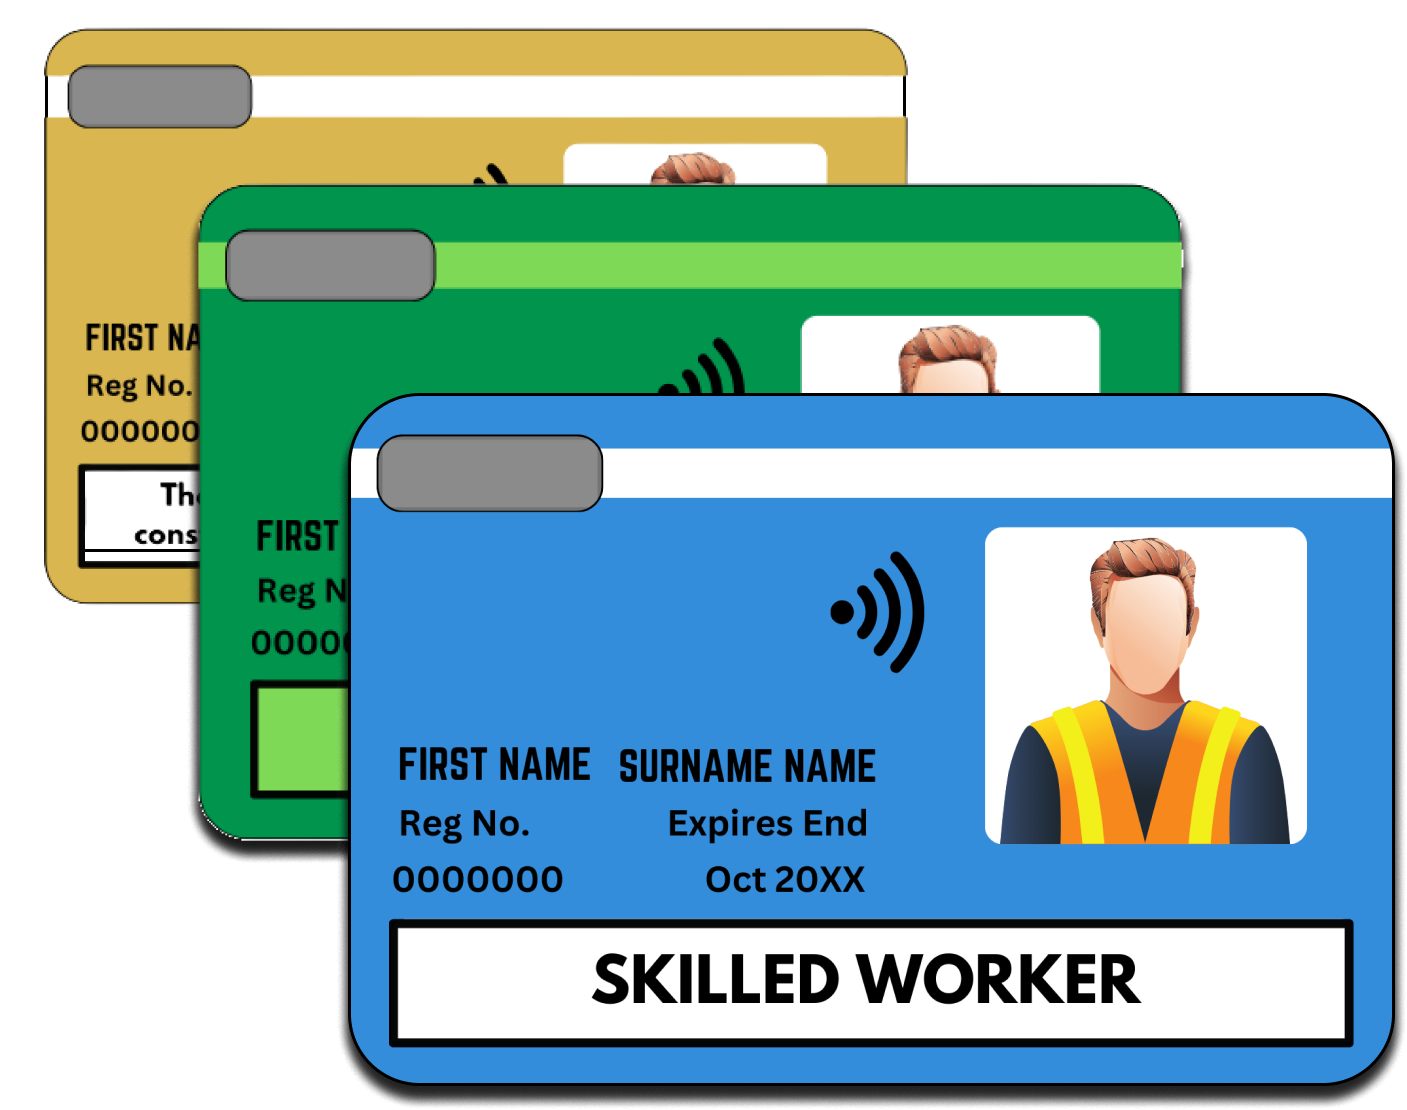 FIRST NA
Reg No.
000000
The
cons
FIRST
Reg N
0000
FIRST NAME SURNAME NAME
Reg No. Expires End
0000000 Oct 20XX
SKILLED WORKER